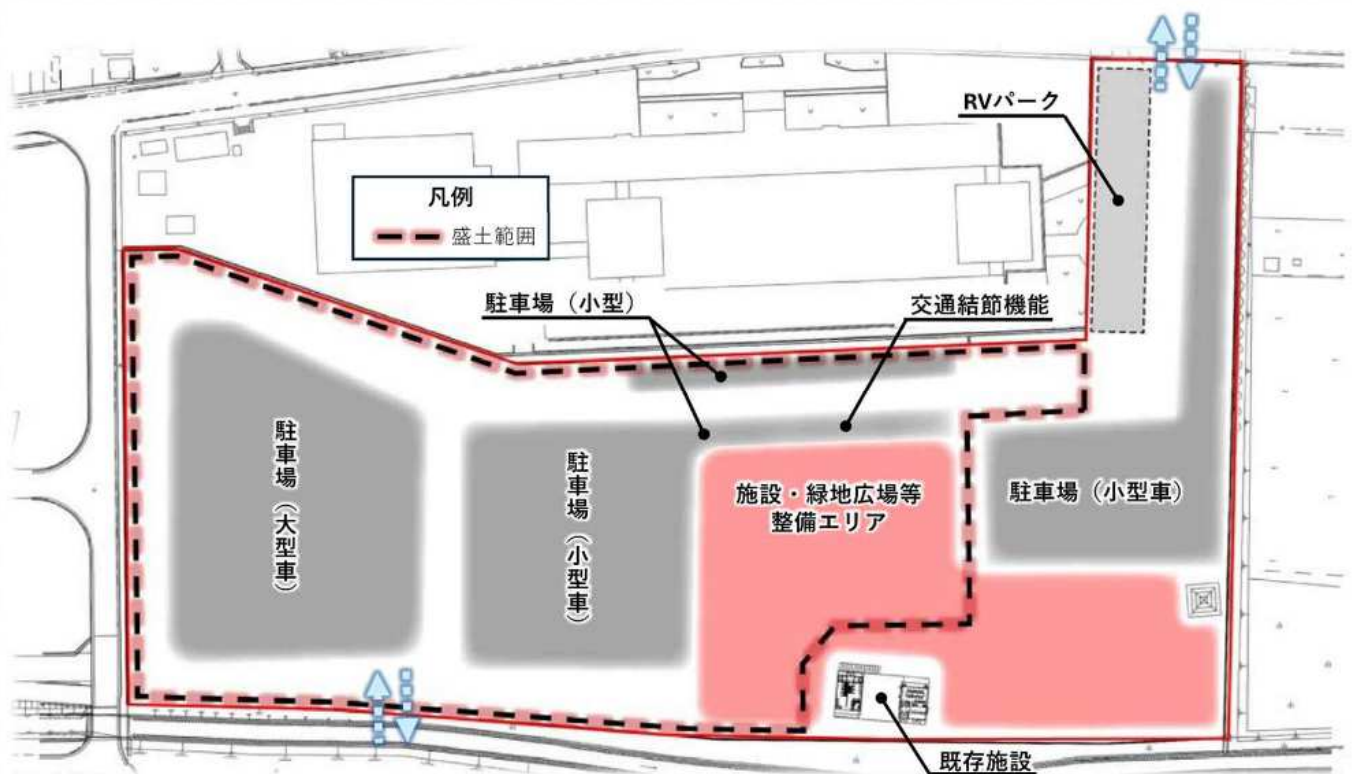 RVパーク
凡例
盛土範囲
駐車場（小型）
交通結節機能
駐車場（大型車）
駐車場（小型車）
施設・緑地広場等
整備エリア
駐車場（小型車）
既存施設